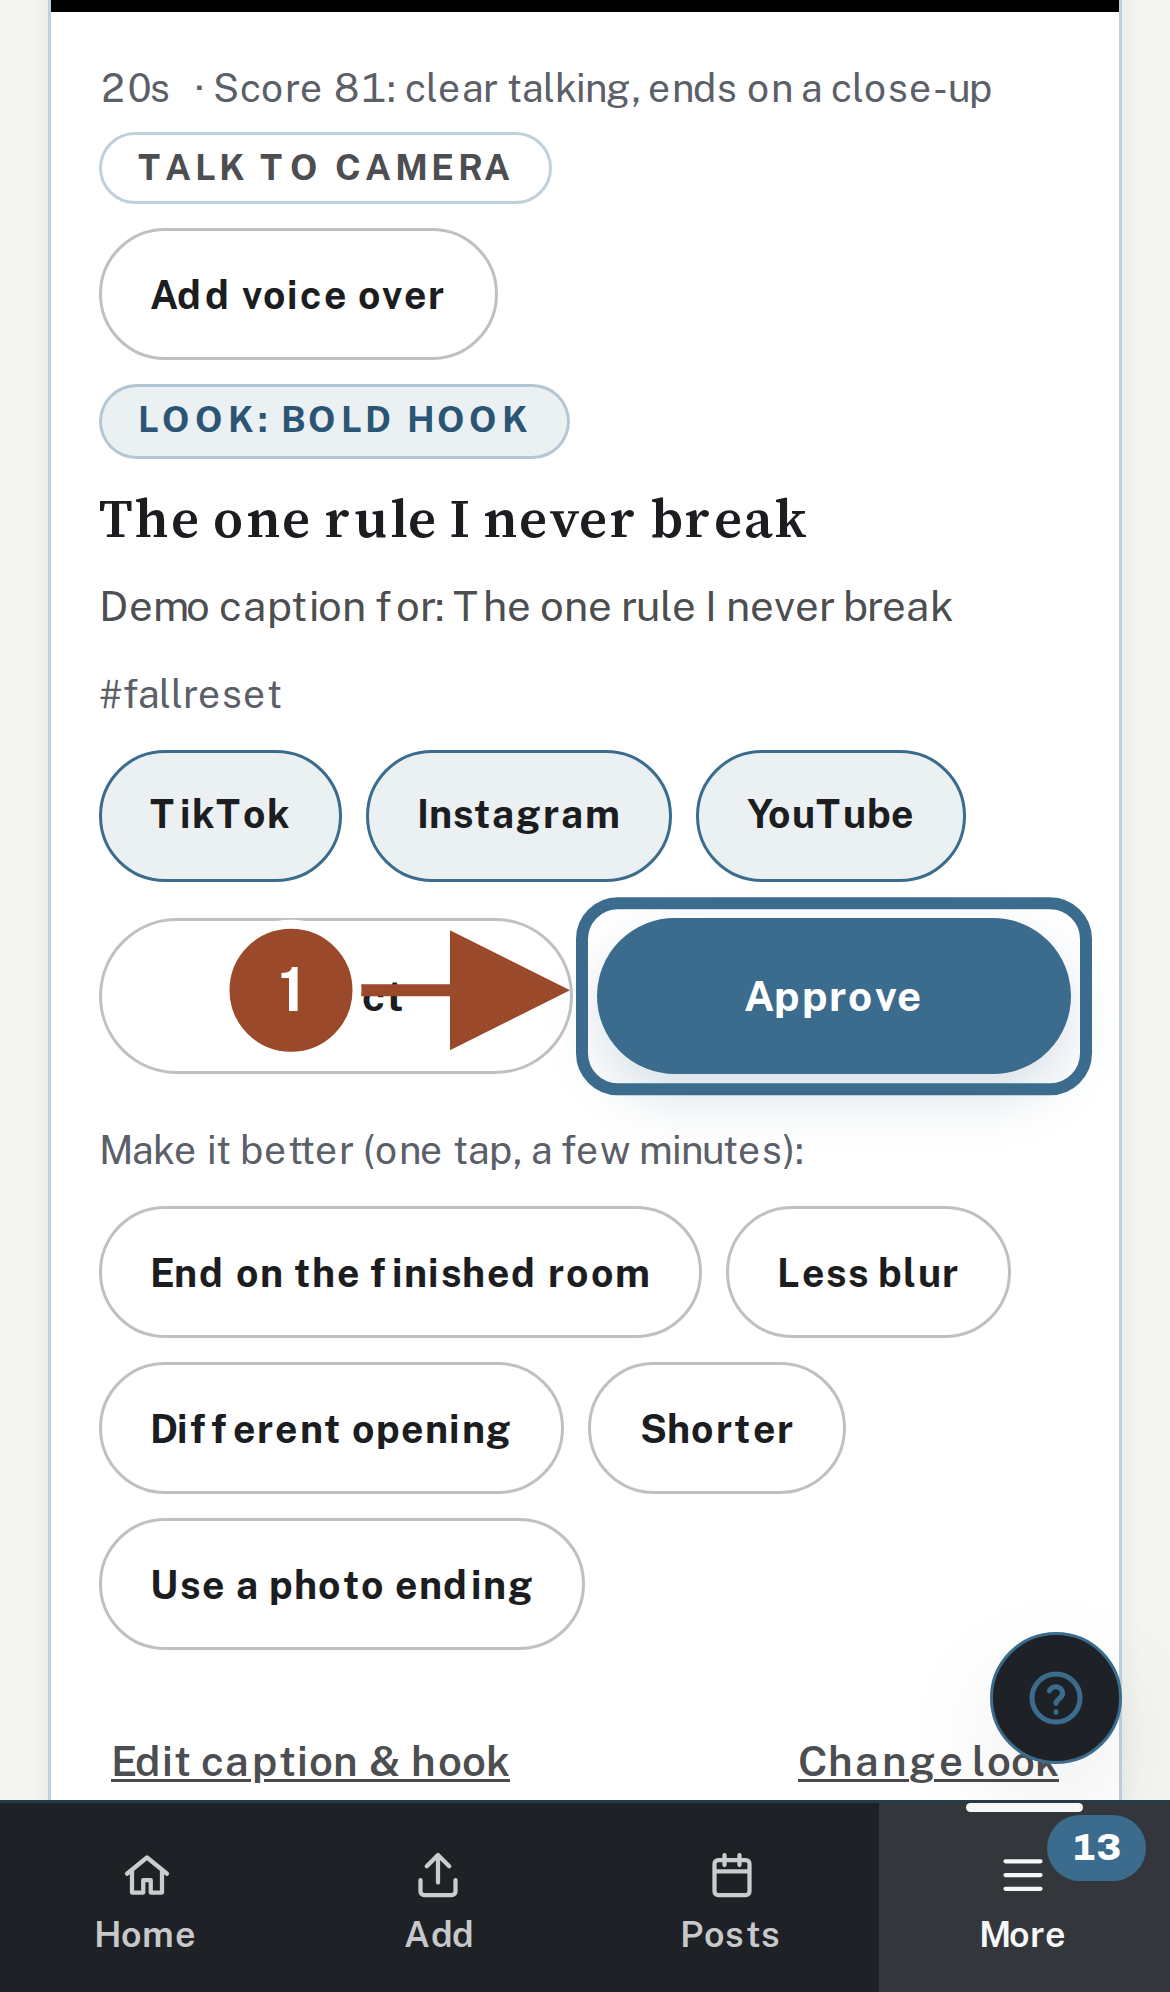 20s · Score 81: clear talking, ends on a close-up
TALK TO CAMERA
Add voice over
LOOK: BOLD HOOK
The one rule I never break
Demo caption for: The one rule I never break
#fallreset
TikTok Instagram YouTube
1 ct Approve
Make it better (one tap, a few minutes):
End on the finished room Less blur
Different opening Shorter
Use a photo ending
Edit caption & hook Change look
13
Home Add Posts More